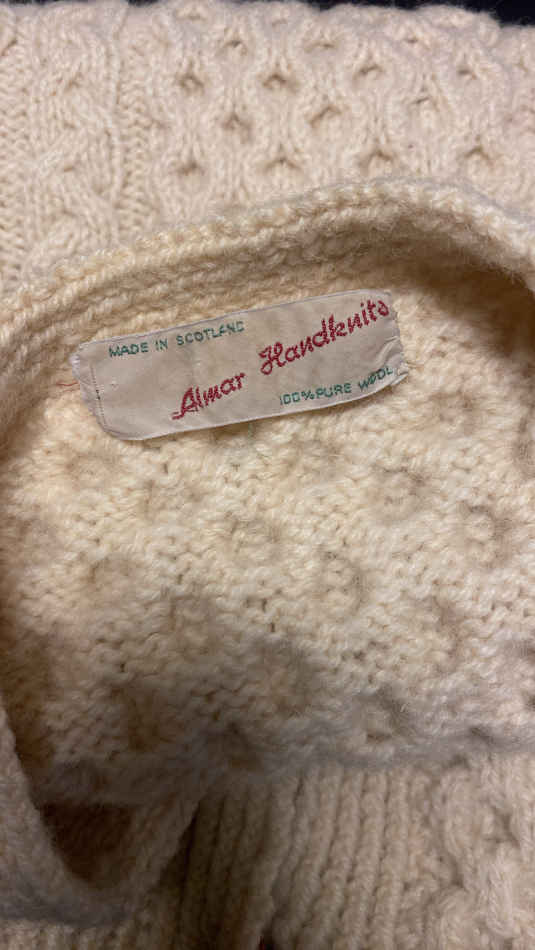 MADE IN SCOTLAND
Almar Handknits
100% PURE WOOL